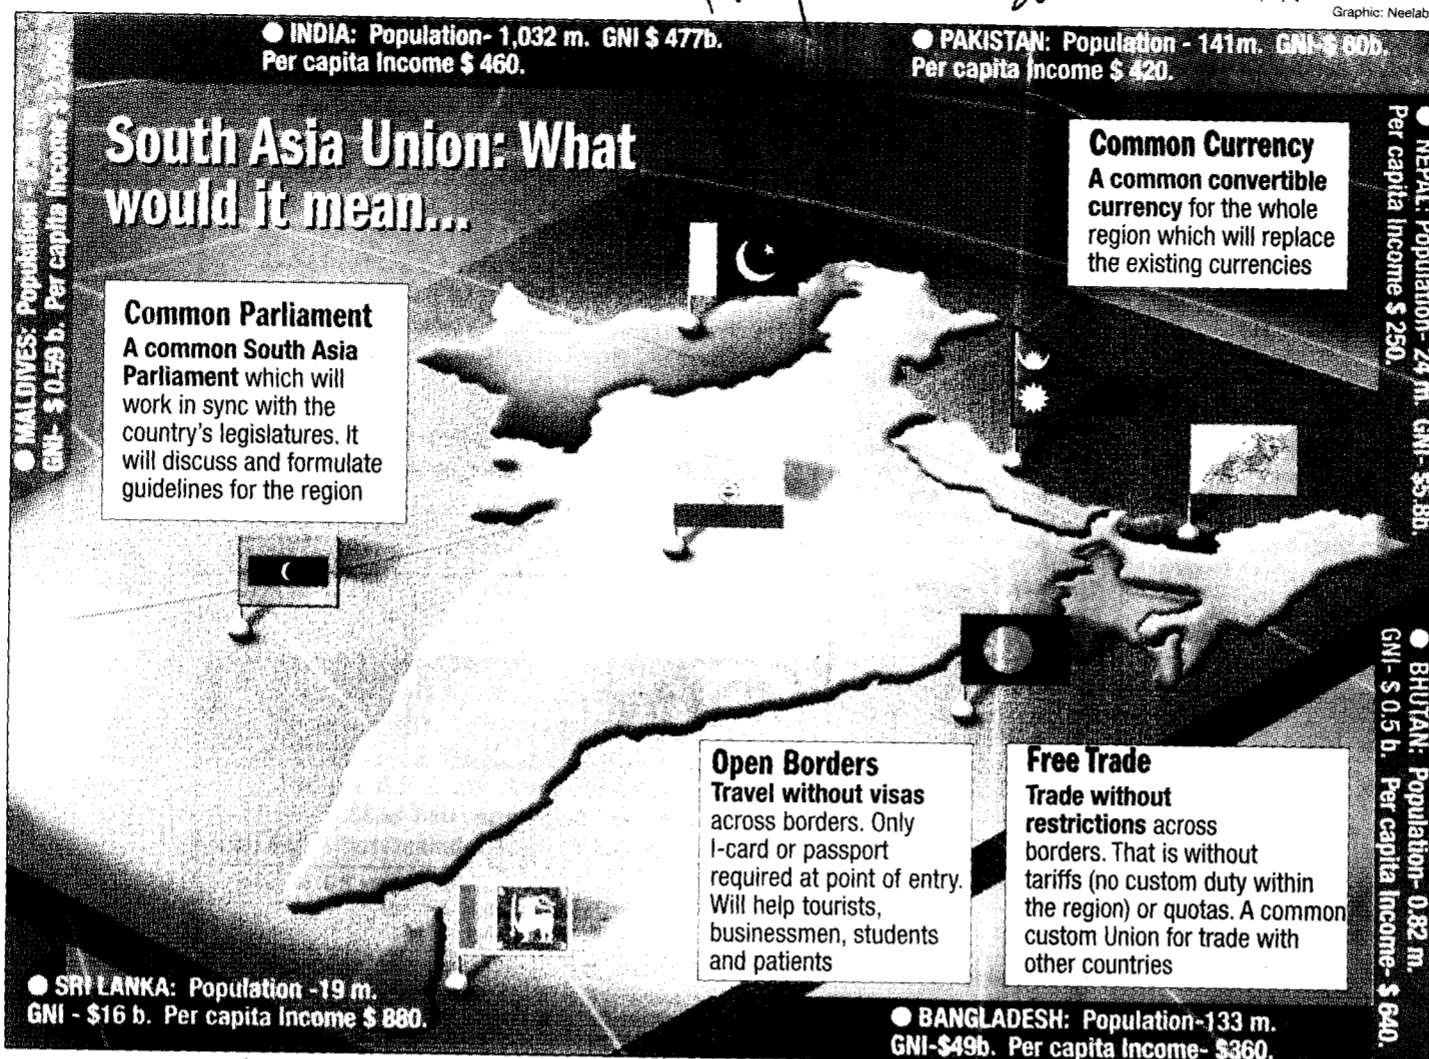 Graphic: Neelab
● INDIA: Population- 1,032 m. GNI $ 477b.
Per capita Income $ 460.
● PAKISTAN: Population - 141m. GNI-$ 60b.
Per capita Income $ 420.
South Asia Union: What
would it mean...
Common Currency
A common convertible
currency for the whole
region which will replace
the existing currencies
● NEPAL: Population- 24 m. GNI- $5.8b.
Per capita Income $ 250.
● MALDIVES: Population -
GNI- $ 0.59 b. Per capita Income $
Common Parliament
A common South Asia
Parliament which will
work in sync with the
country's legislatures. It
will discuss and formulate
guidelines for the region
● BHUTAN: Population- 0.82 m.
GNI- $ 0.5 b. Per capita Income- $ 640.
Open Borders
Travel without visas
across borders. Only
I-card or passport
required at point of entry.
Will help tourists,
businessmen, students
and patients
Free Trade
Trade without
restrictions across
borders. That is without
tariffs (no custom duty within
the region) or quotas. A common
custom Union for trade with
other countries
● SRI LANKA: Population -19 m.
GNI - $16 b. Per capita Income $ 880.
● BANGLADESH: Population-133 m.
GNI-$49b. Per capita Income- $360.